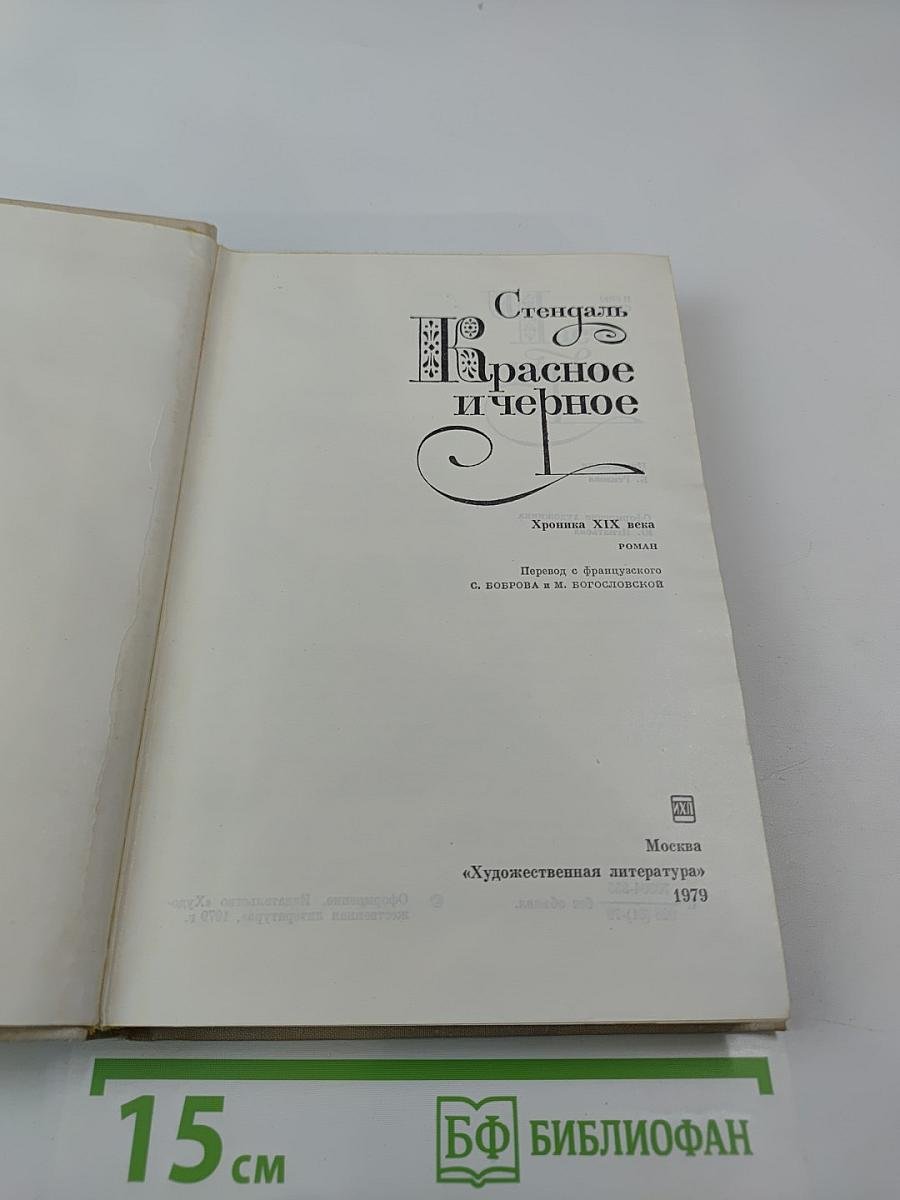 Стендаль
Красное
и черное
Хроника XIX века
РОМАН
Перевод с французского
С. БОБРОВА и М. БОГОСЛОВСКОЙ
ИХЛ
Москва
«Художественная литература»
1979
15 см
БФ БИБЛИОФАН